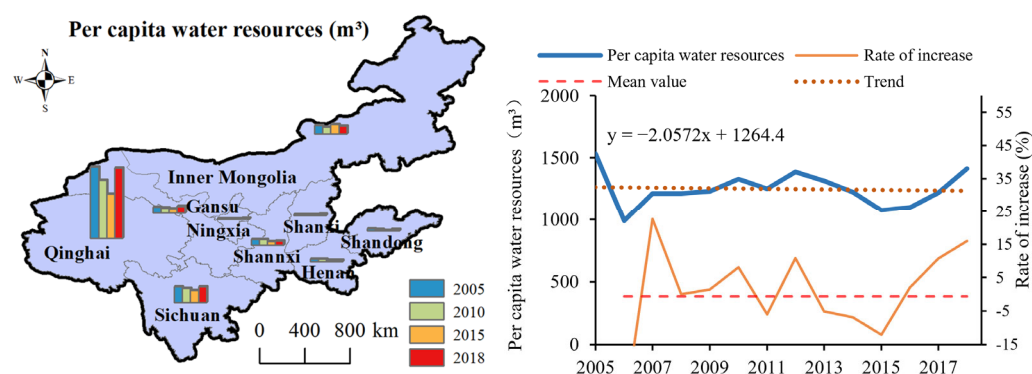 Per capita water resources (m³)
N
W
E
S
Inner Mongolia
Gansu
Ningxia
Shanxi
Shandong
Qinghai
Shannxi
Henan
Sichuan
2005
2010
2015
2018
0 400 800 km
Per capita water resources
Rate of increase
Mean value
Trend
y = −2.0572x + 1264.4
Per capita water resources（m³）
2000
1500
1000
500
0
2005 2007 2009 2011 2013 2015 2017
55
45
35
25
15
5
-5
-15
Rate of increase (%)